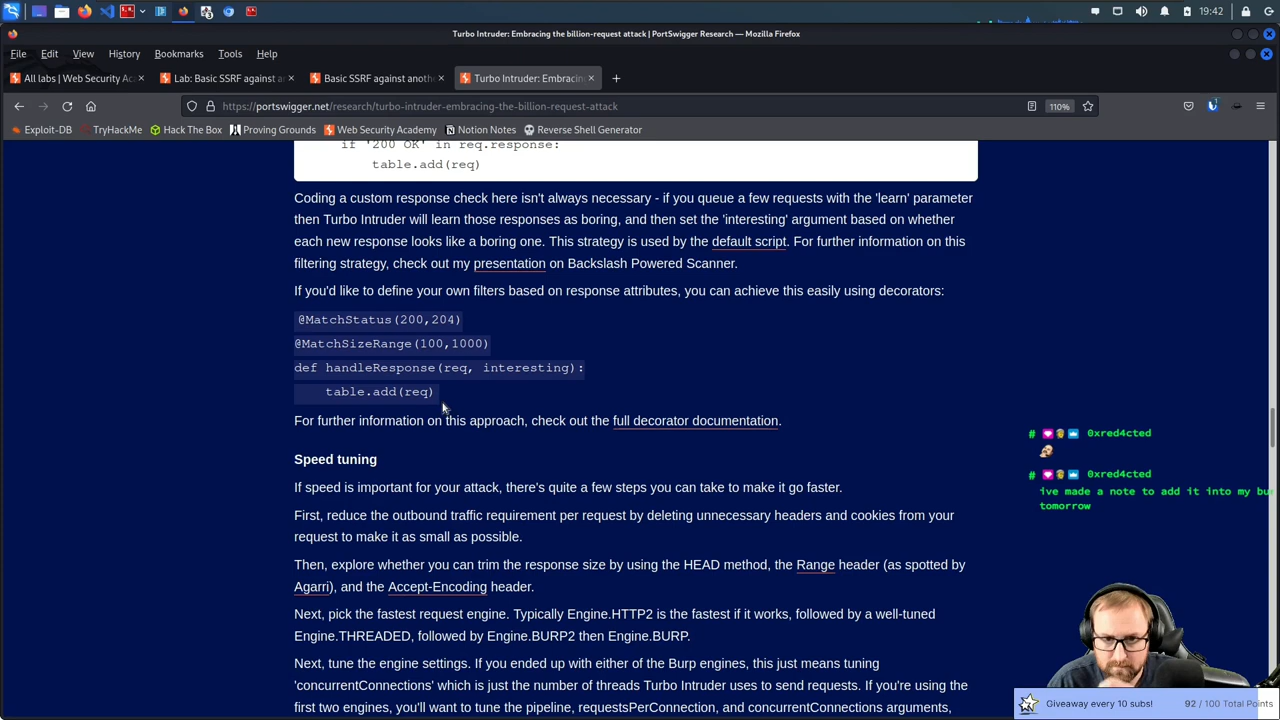 19:42
Turbo Intruder: Embracing the billion-request attack | PortSwigger Research — Mozilla Firefox
File Edit View History Bookmarks Tools Help
All labs | Web Security Ac
Lab: Basic SSRF against a
Basic SSRF against anoth
Turbo Intruder: Embracin
https://portswigger.net/research/turbo-intruder-embracing-the-billion-request-attack
110%
Exploit-DB TryHackMe Hack The Box Proving Grounds Web Security Academy Notion Notes Reverse Shell Generator
if '200 OK' in req.response:
table.add(req)
Coding a custom response check here isn't always necessary - if you queue a few requests with the 'learn' parameter
then Turbo Intruder will learn those responses as boring, and then set the 'interesting' argument based on whether
each new response looks like a boring one. This strategy is used by the default script. For further information on this
filtering strategy, check out my presentation on Backslash Powered Scanner.
If you'd like to define your own filters based on response attributes, you can achieve this easily using decorators:
@MatchStatus(200,204)
@MatchSizeRange(100,1000)
def handleResponse(req, interesting):
table.add(req)
For further information on this approach, check out the full decorator documentation.
Speed tuning
If speed is important for your attack, there's quite a few steps you can take to make it go faster.
First, reduce the outbound traffic requirement per request by deleting unnecessary headers and cookies from your
request to make it as small as possible.
Then, explore whether you can trim the response size by using the HEAD method, the Range header (as spotted by
Agarri), and the Accept-Encoding header.
Next, pick the fastest request engine. Typically Engine.HTTP2 is the fastest if it works, followed by a well-tuned
Engine.THREADED, followed by Engine.BURP2 then Engine.BURP.
Next, tune the engine settings. If you ended up with either of the Burp engines, this just means tuning
'concurrentConnections' which is just the number of threads Turbo Intruder uses to send requests. If you're using the
first two engines, you'll want to tune the pipeline, requestsPerConnection, and concurrentConnections arguments,
# 0xred4cted
# 0xred4cted
ive made a note to add it into my bu
tomorrow
Giveaway every 10 subs! 92 / 100 Total Points